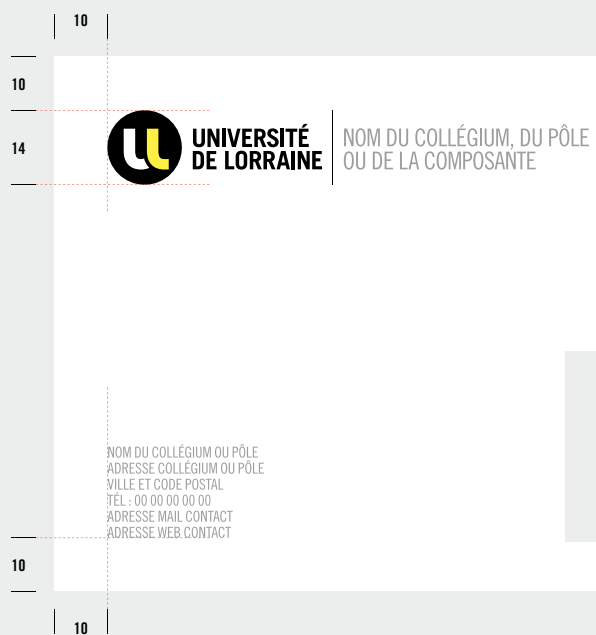 10
10
14
UNIVERSITÉ
DE LORRAINE
NOM DU COLLÉGIUM, DU PÔLE
OU DE LA COMPOSANTE
NOM DU COLLÉGIUM OU PÔLE
ADRESSE COLLÉGIUM OU PÔLE
VILLE ET CODE POSTAL
TÉL : 00 00 00 00 00
ADRESSE MAIL CONTACT
ADRESSE WEB CONTACT
10
10